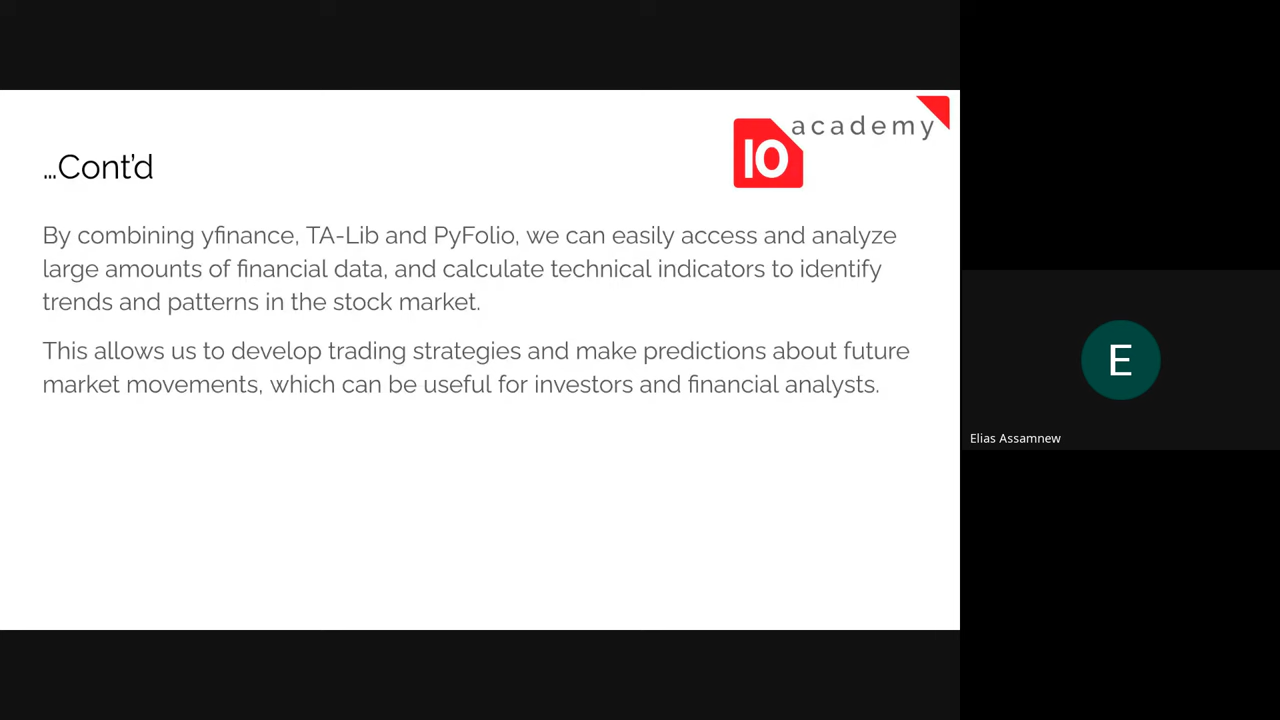 academy
10
…Cont’d
By combining yfinance, TA-Lib and PyFolio, we can easily access and analyze
large amounts of financial data, and calculate technical indicators to identify
trends and patterns in the stock market.
This allows us to develop trading strategies and make predictions about future
market movements, which can be useful for investors and financial analysts.
E
Elias Assamnew